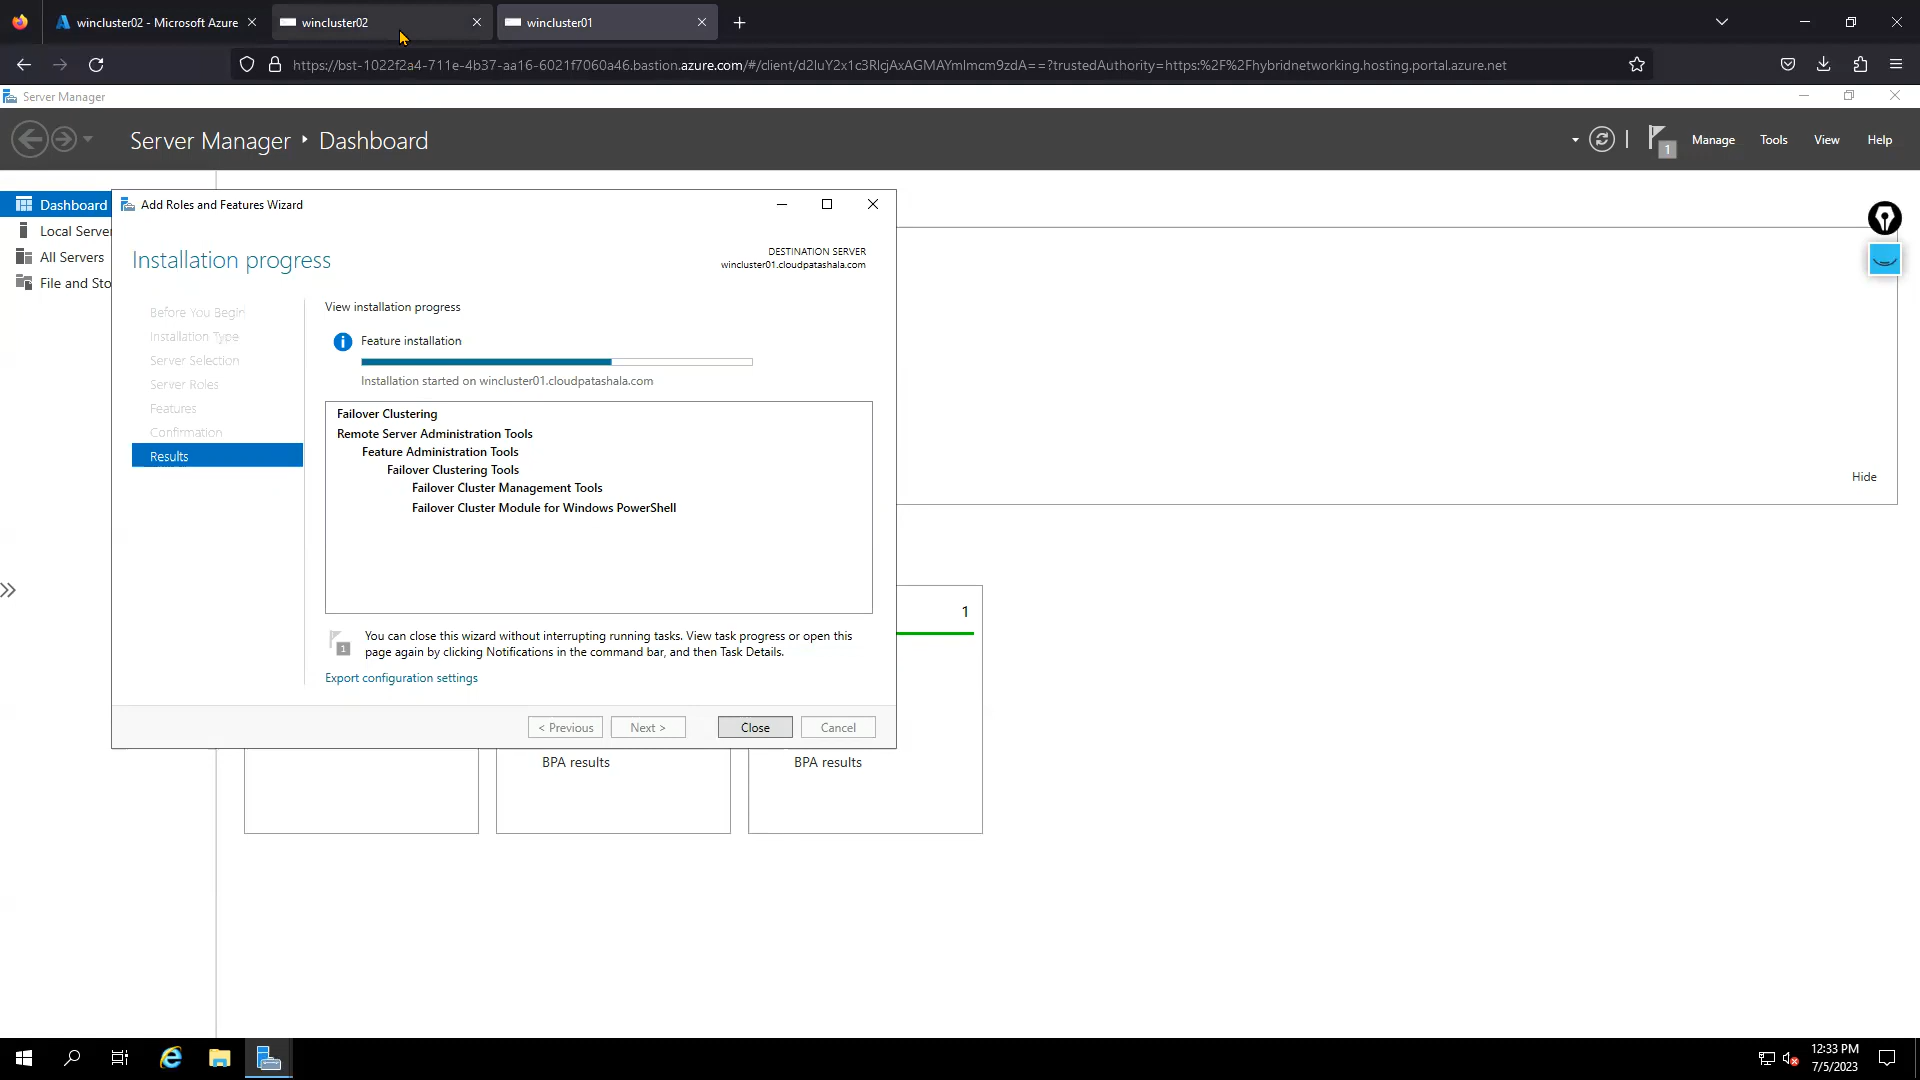 wincluster02 - Microsoft Azure
wincluster02
wincluster01
https://bst-1022f2a4-711e-4b37-aa16-6021f7060a46.bastion.azure.com/#/client/d2luY2x1c3RlcjAxAGMAYmlmcm9zdA==?trustedAuthority=https:%2F%2Fhybridnetworking.hosting.portal.azure.net
Server Manager
Server Manager
Dashboard
1
Manage
Tools
View
Help
Dashboard
Local Server
All Servers
File and Sto
Add Roles and Features Wizard
Installation progress
DESTINATION SERVER
wincluster01.cloudpatashala.com
Before You Begin
Installation Type
Server Selection
Server Roles
Features
Confirmation
Results
View installation progress
Feature installation
Installation started on wincluster01.cloudpatashala.com
Failover Clustering
Remote Server Administration Tools
Feature Administration Tools
Failover Clustering Tools
Failover Cluster Management Tools
Failover Cluster Module for Windows PowerShell
1
You can close this wizard without interrupting running tasks. View task progress or open this
page again by clicking Notifications in the command bar, and then Task Details.
Export configuration settings
< Previous
Next >
Close
Cancel
Hide
1
BPA results
BPA results
12:33 PM
7/5/2023